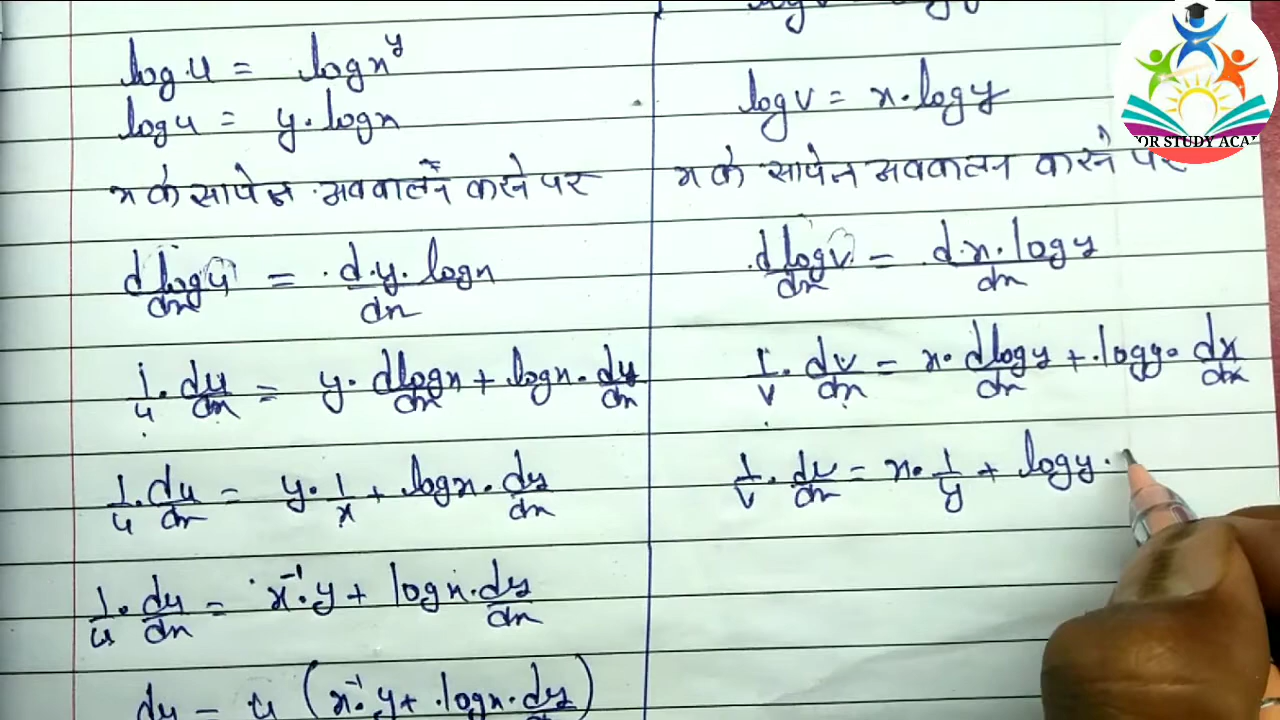 log u = log x^y
log u = y · log x
x के सापेक्ष अवकलन करने पर
d log u / dx = d · y · log x / dx
1/u · du/dx = y · d log x / dx + log x · dy/dx
1/u · du/dx = y · 1/x + log x · dy/dx
1/u · du/dx = x^-1 · y + log x · dy/dx
du = u ( x^-1 · y + log x · dy
log v = x · log y
x के सापेक्ष अवकलन करने पर
d log v / dx = d x · log y / dx
1/v · dv/dx = x · d log y / dx + log y · dx/dx
1/v · dv/dx = x · 1/y + log y ·
OR STUDY ACA